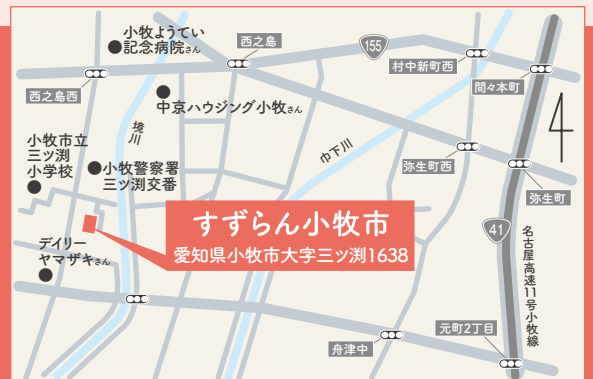 小牧ようてい
記念病院さん
西之島
155
村中新町西
間々本町
西之島西
中京ハウジング小牧さん
境川
巾下川
小牧市立
三ツ渕
小学校
小牧警察署
三ツ渕交番
弥生町西
弥生町
すずらん小牧市
愛知県小牧市大字三ツ渕1638
41
名古屋高速11号小牧線
デイリー
ヤマザキさん
舟津中
元町2丁目